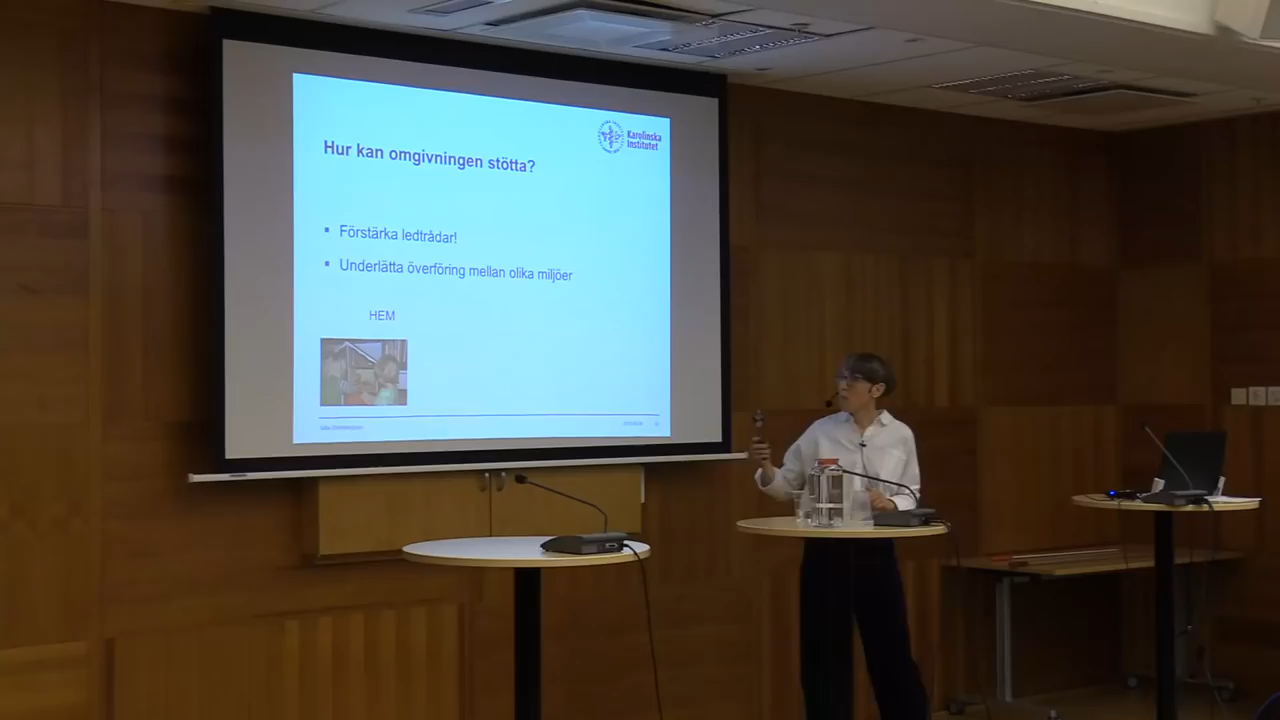 Karolinska
Institutet
Hur kan omgivningen stötta?
▪ Förstärka ledtrådar!
▪ Underlätta överföring mellan olika miljöer
HEM